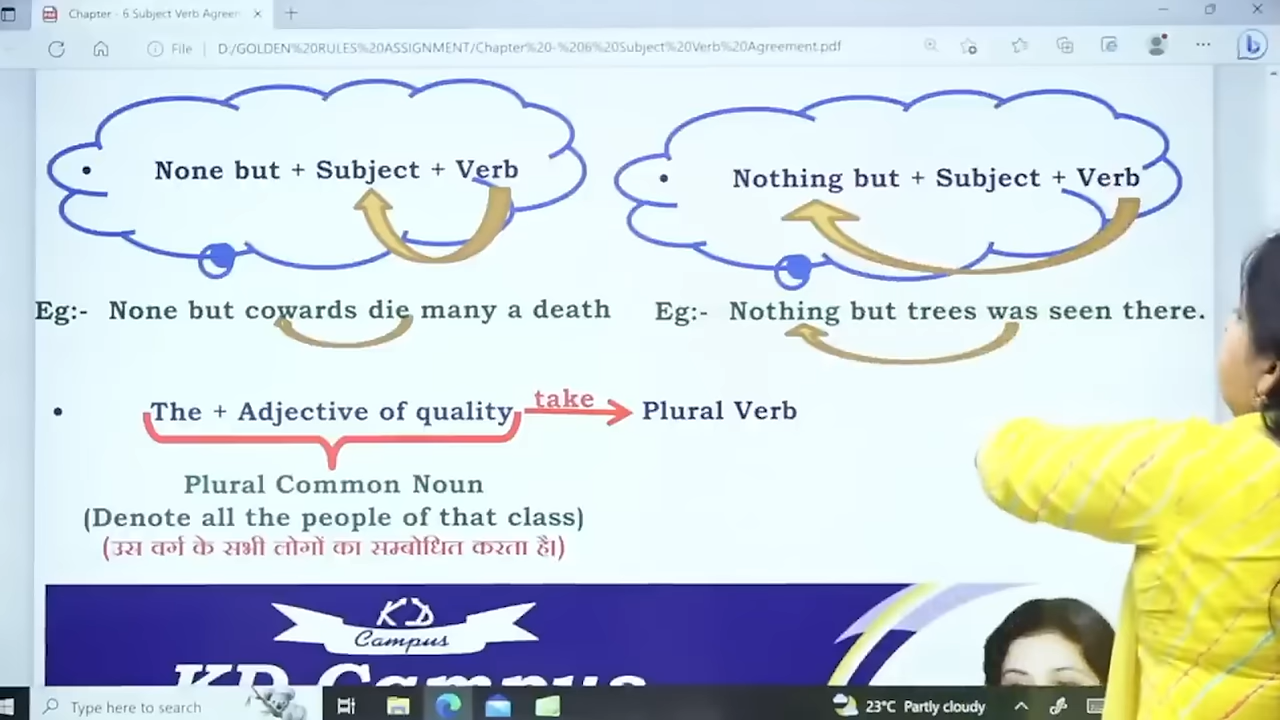 Chapter - 6 Subject Verb Agreer
File
D:/GOLDEN%20RULES%20ASSIGNMENT/Chapter%20-%206%20Subject%20Verb%20Agreement.pdf
• None but + Subject + Verb
• Nothing but + Subject + Verb
Eg:- None but cowards die many a death
Eg:- Nothing but trees was seen there.
• The + Adjective of quality take Plural Verb
Plural Common Noun
(Denote all the people of that class)
(उस वर्ग के सभी लोगों का सम्बोधित करता है।)
KD
Campus
KD Campus
Type here to search
23°C Partly cloudy